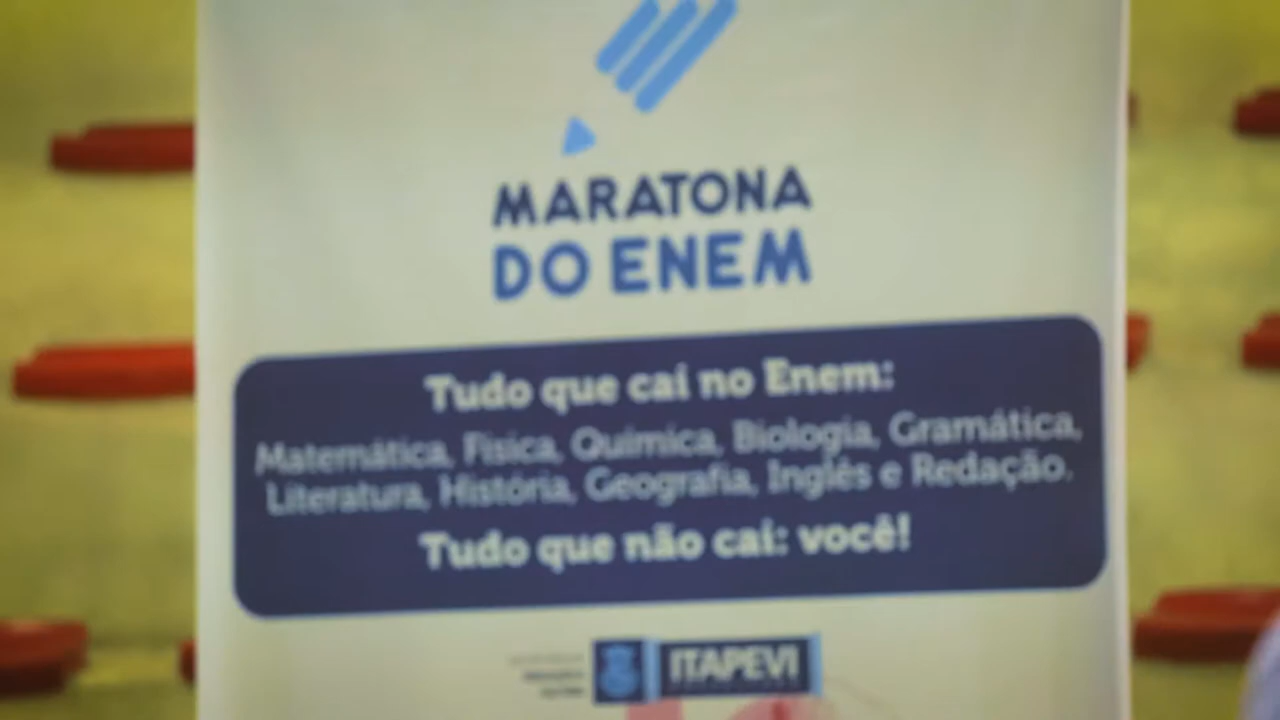 MARATONA
DO ENEM
Tudo que cai no Enem:
Matemática, Física, Química, Biologia, Gramática,
Literatura, História, Geografia, Inglês e Redação.
Tudo que não cai: você!
ITAPEVI